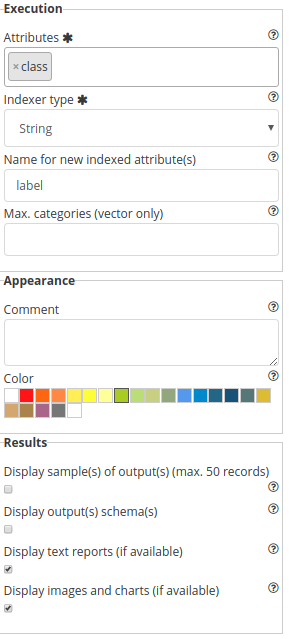 Execution
Attributes ✱
×class
Indexer type ✱
String
Name for new indexed attribute(s)
label
Max. categories (vector only)
Appearance
Comment
Color
Results
Display sample(s) of output(s) (max. 50 records)
Display output(s) schema(s)
Display text reports (if available)
Display images and charts (if available)